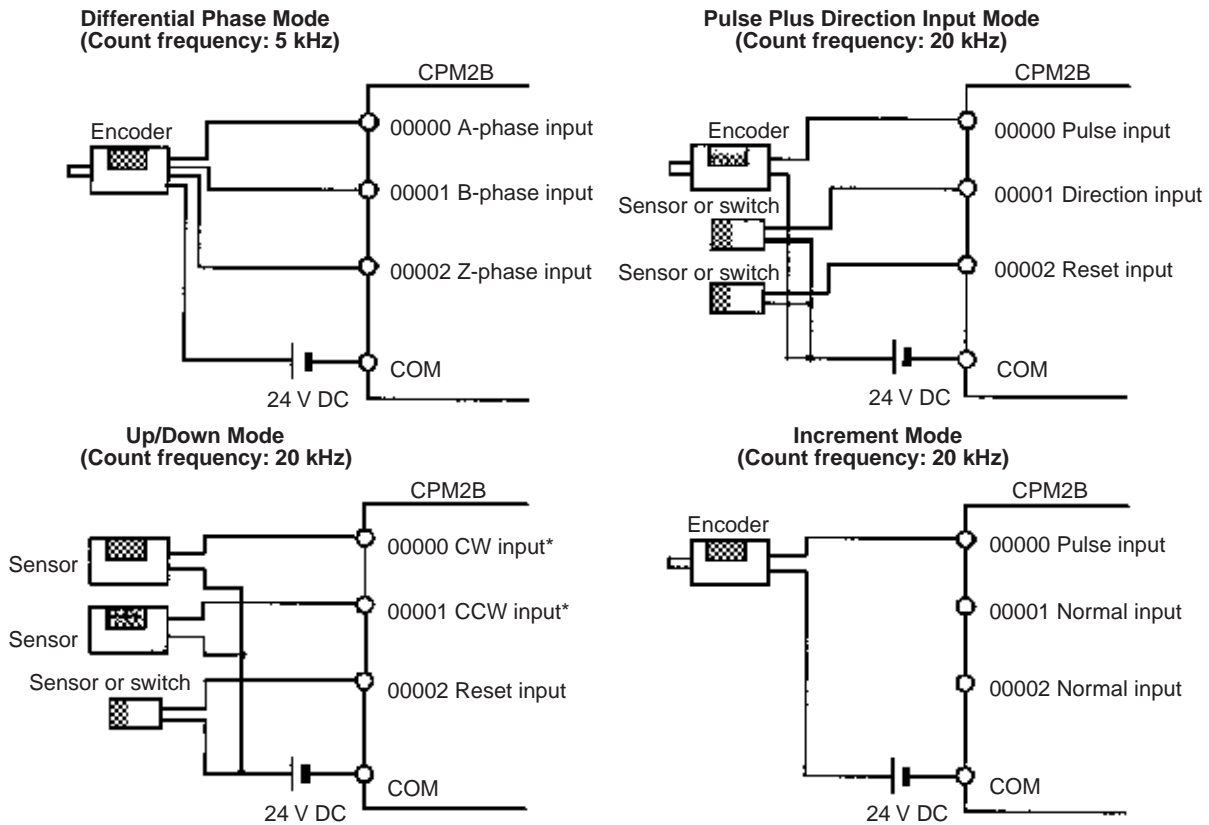 Differential Phase Mode
(Count frequency: 5 kHz)
CPM2B
Encoder
00000 A-phase input
00001 B-phase input
00002 Z-phase input
COM
24 V DC
Pulse Plus Direction Input Mode
(Count frequency: 20 kHz)
CPM2B
Encoder
00000 Pulse input
Sensor or switch
00001 Direction input
Sensor or switch
00002 Reset input
COM
24 V DC
Up/Down Mode
(Count frequency: 20 kHz)
CPM2B
Sensor
00000 CW input*
Sensor
00001 CCW input*
Sensor or switch
00002 Reset input
COM
24 V DC
Increment Mode
(Count frequency: 20 kHz)
CPM2B
Encoder
00000 Pulse input
00001 Normal input
00002 Normal input
COM
24 V DC